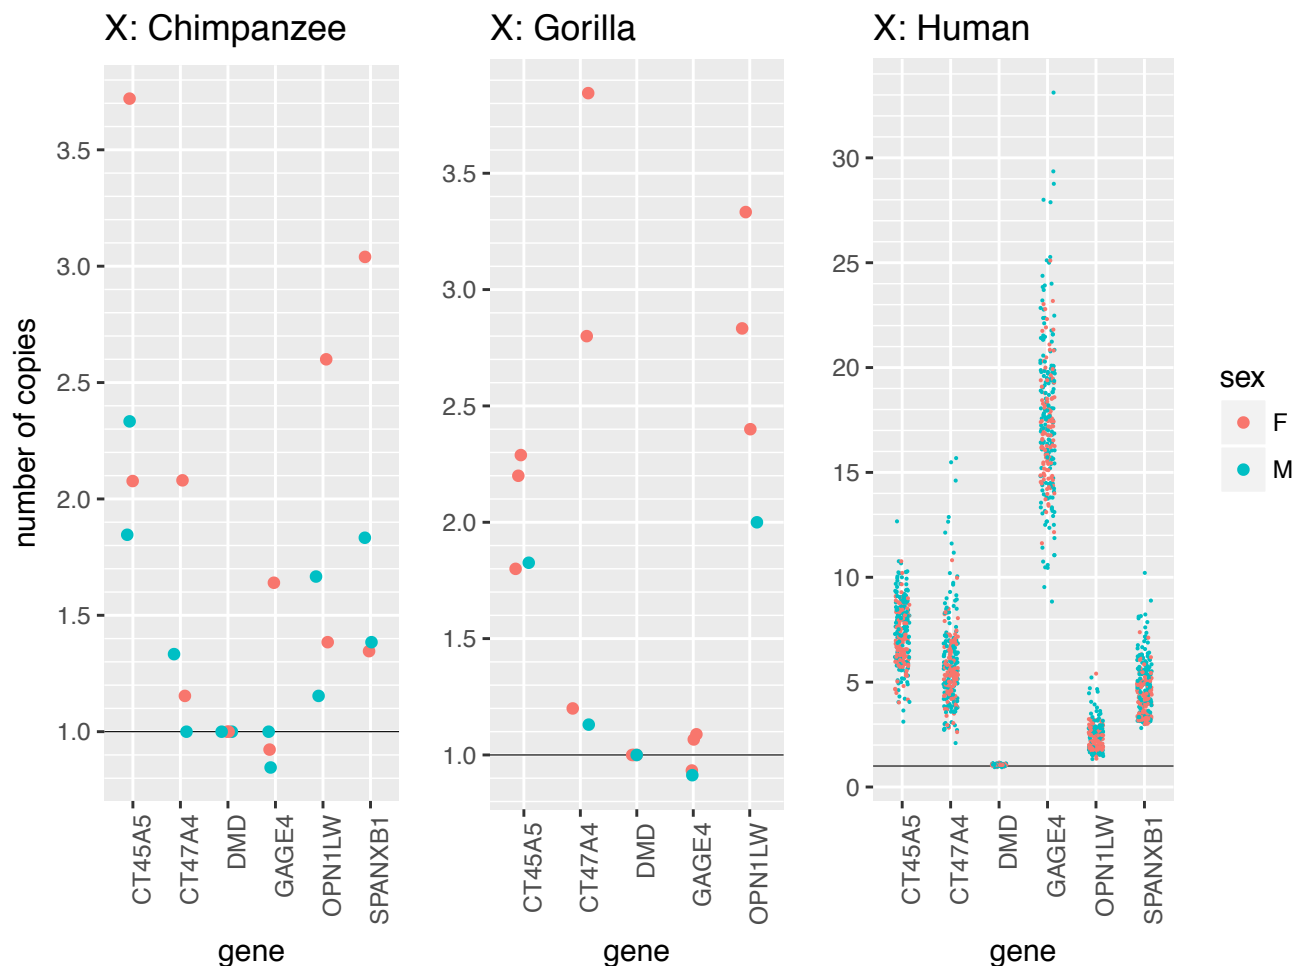 X: Chimpanzee
X: Gorilla
X: Human
number of copies
3.5
3.0
2.5
2.0
1.5
1.0
CT45A5
CT47A4
DMD
GAGE4
OPN1LW
SPANXB1
gene
3.5
3.0
2.5
2.0
1.5
1.0
CT45A5
CT47A4
DMD
GAGE4
OPN1LW
gene
30
25
20
15
10
5
0
CT45A5
CT47A4
DMD
GAGE4
OPN1LW
SPANXB1
gene
sex
F
M